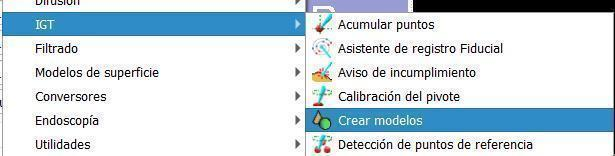 Difusión
IGT
Filtrado
Modelos de superficie
Conversores
Endoscopía
Utilidades
Acumular puntos
Asistente de registro Fiducial
Aviso de incumplimiento
Calibración del pivote
Crear modelos
Detección de puntos de referencia